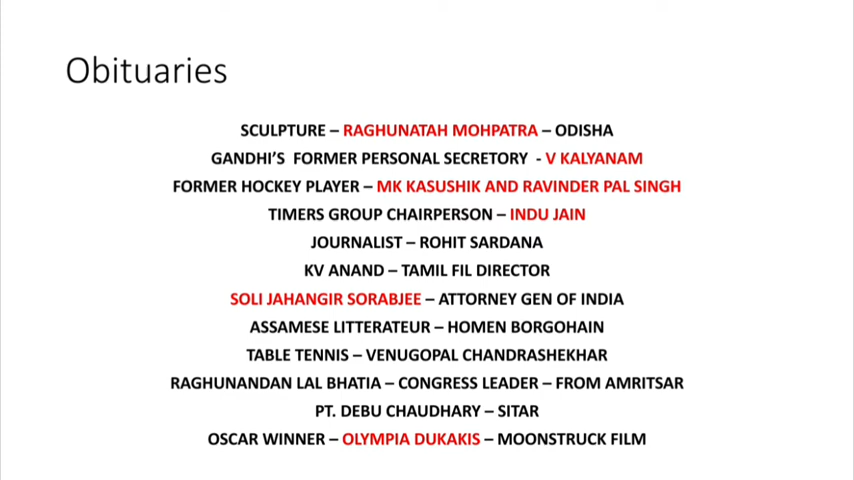 Obituaries
SCULPTURE – RAGHUNATAH MOHPATRA – ODISHA
GANDHI'S FORMER PERSONAL SECRETORY - V KALYANAM
FORMER HOCKEY PLAYER – MK KASUSHIK AND RAVINDER PAL SINGH
TIMERS GROUP CHAIRPERSON – INDU JAIN
JOURNALIST – ROHIT SARDANA
KV ANAND – TAMIL FIL DIRECTOR
SOLI JAHANGIR SORABJEE – ATTORNEY GEN OF INDIA
ASSAMESE LITTERATEUR – HOMEN BORGOHAIN
TABLE TENNIS – VENUGOPAL CHANDRASHEKHAR
RAGHUNANDAN LAL BHATIA – CONGRESS LEADER – FROM AMRITSAR
PT. DEBU CHAUDHARY – SITAR
OSCAR WINNER – OLYMPIA DUKAKIS – MOONSTRUCK FILM